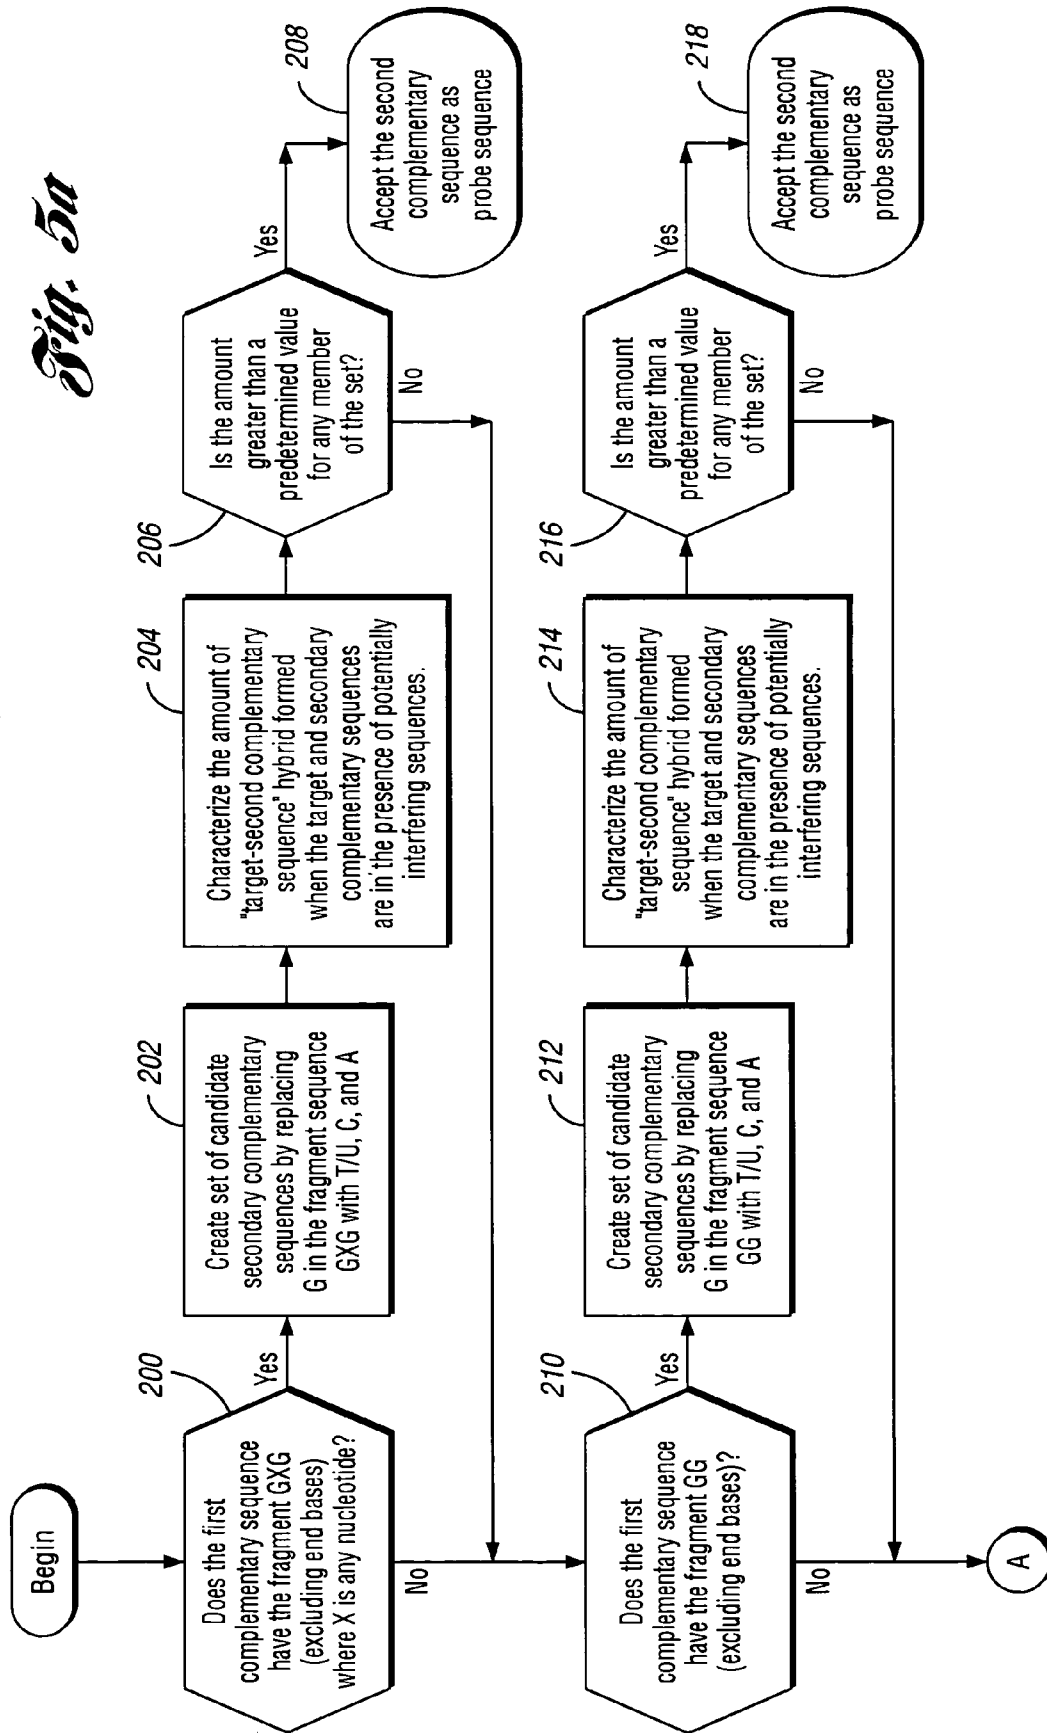 Fig. 5a
Begin
200
Does the first
complementary sequence
have the fragment GXG
(excluding end bases)
where X is any nucleotide?
Yes
No
202
Create set of candidate
secondary complementary
sequences by replacing
G in the fragment sequence
GXG with T/U, C, and A
204
Characterize the amount of
"target-second complementary
sequence" hybrid formed
when the target and secondary
complementary sequences
are in the presence of potentially
interfering sequences.
206
Is the amount
greater than a
predetermined value
for any member
of the set?
Yes
No
208
Accept the second
complementary
sequence as
probe sequence
210
Does the first
complementary sequence
have the fragment GG
(excluding end bases)?
Yes
No
212
Create set of candidate
secondary complementary
sequences by replacing
G in the fragment sequence
GG with T/U, C, and A
214
Characterize the amount of
"target-second complementary
sequence" hybrid formed
when the target and secondary
complementary sequences
are in the presence of potentially
interfering sequences.
216
Is the amount
greater than a
predetermined value
for any member
of the set?
Yes
No
218
Accept the second
complementary
sequence as
probe sequence
A